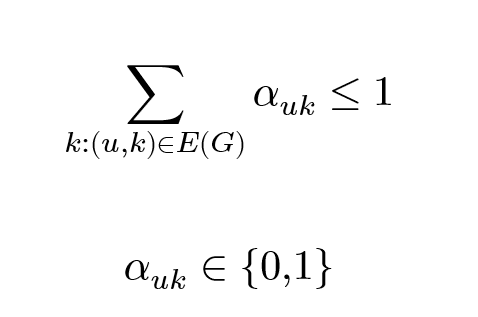 ∑ α_{uk} ≤ 1
k:(u,k)∈E(G)
α_{uk} ∈ {0,1}